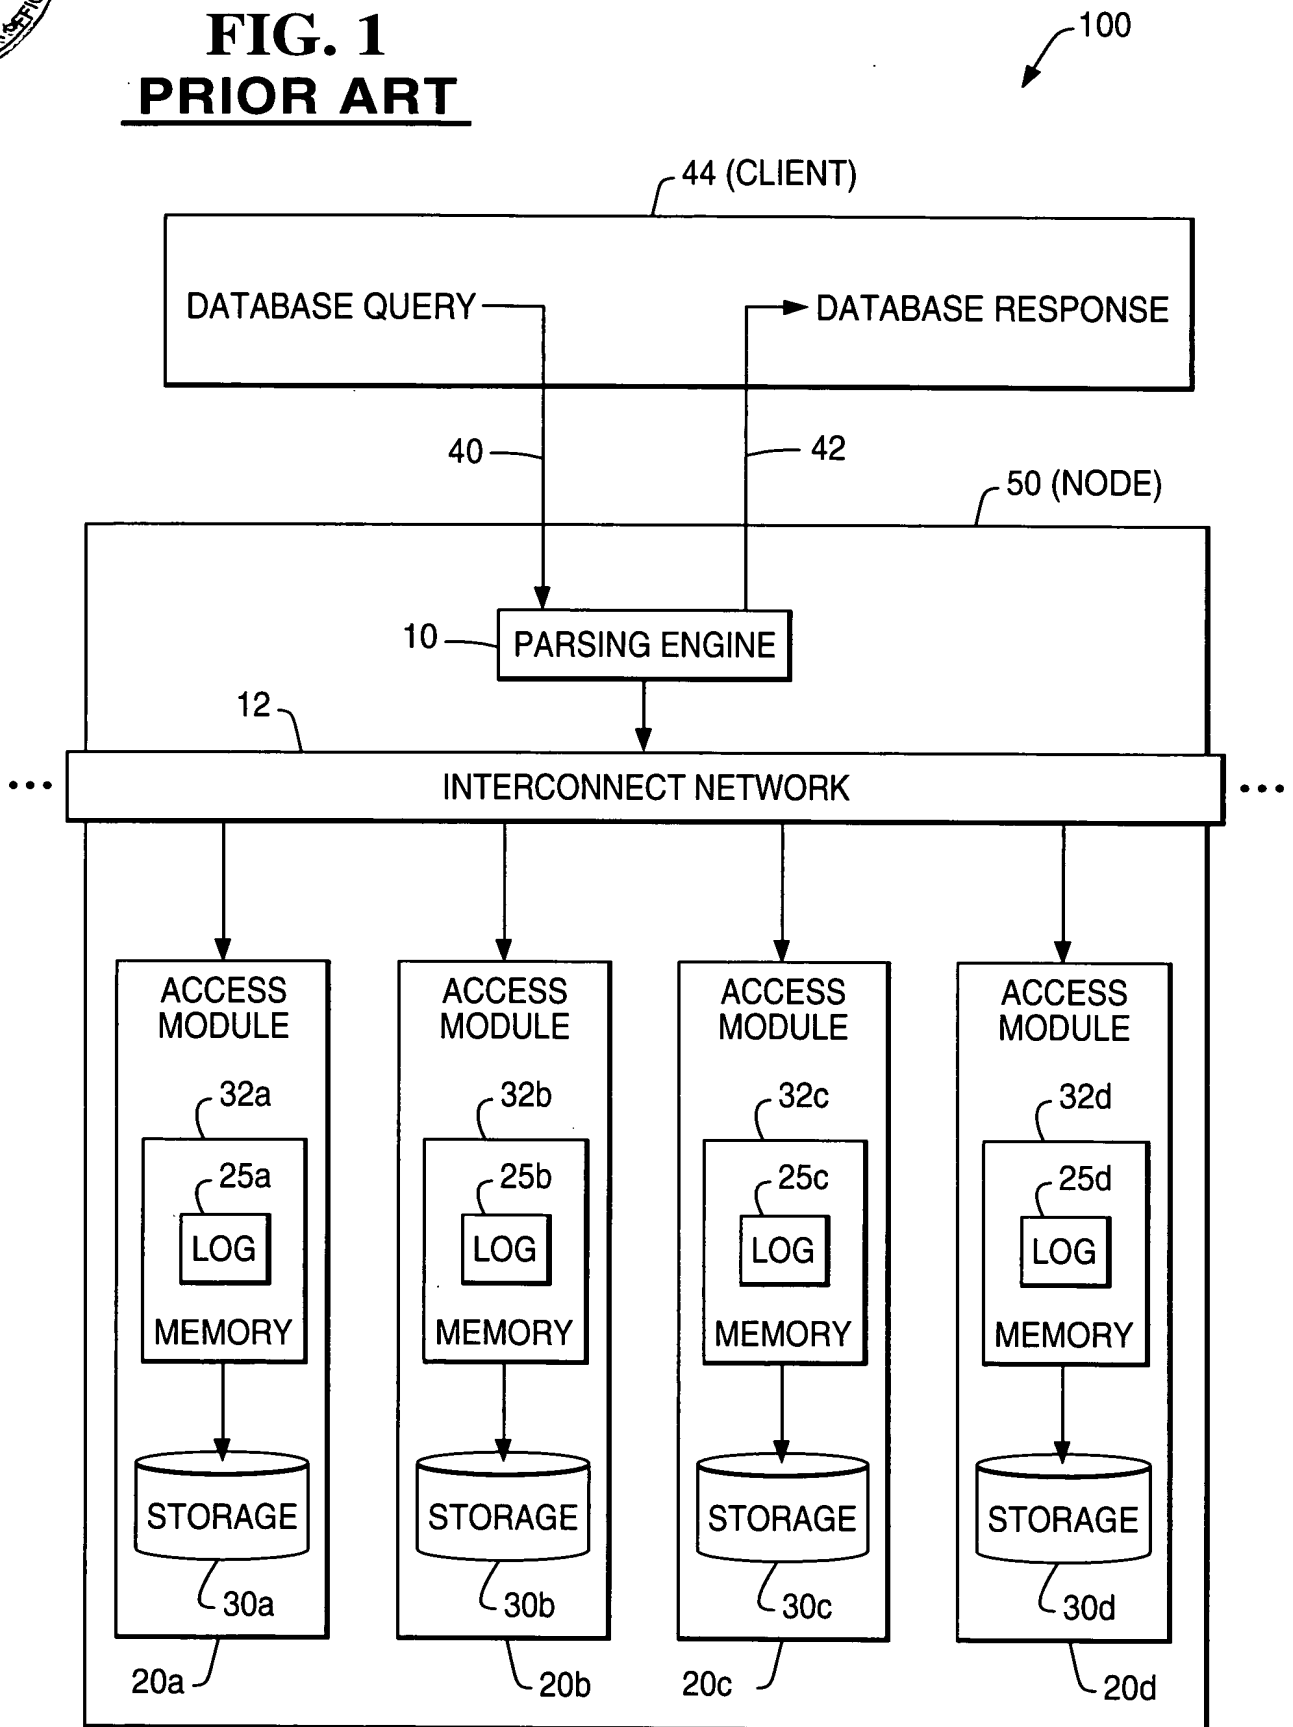 FIG. 1
PRIOR ART
100
44 (CLIENT)
DATABASE QUERY
DATABASE RESPONSE
40
42
50 (NODE)
10
PARSING ENGINE
12
••• INTERCONNECT NETWORK •••
ACCESS MODULE
ACCESS MODULE
ACCESS MODULE
ACCESS MODULE
32a
32b
32c
32d
25a
25b
25c
25d
LOG
LOG
LOG
LOG
MEMORY
MEMORY
MEMORY
MEMORY
STORAGE
STORAGE
STORAGE
STORAGE
30a
30b
30c
30d
20a
20b
20c
20d